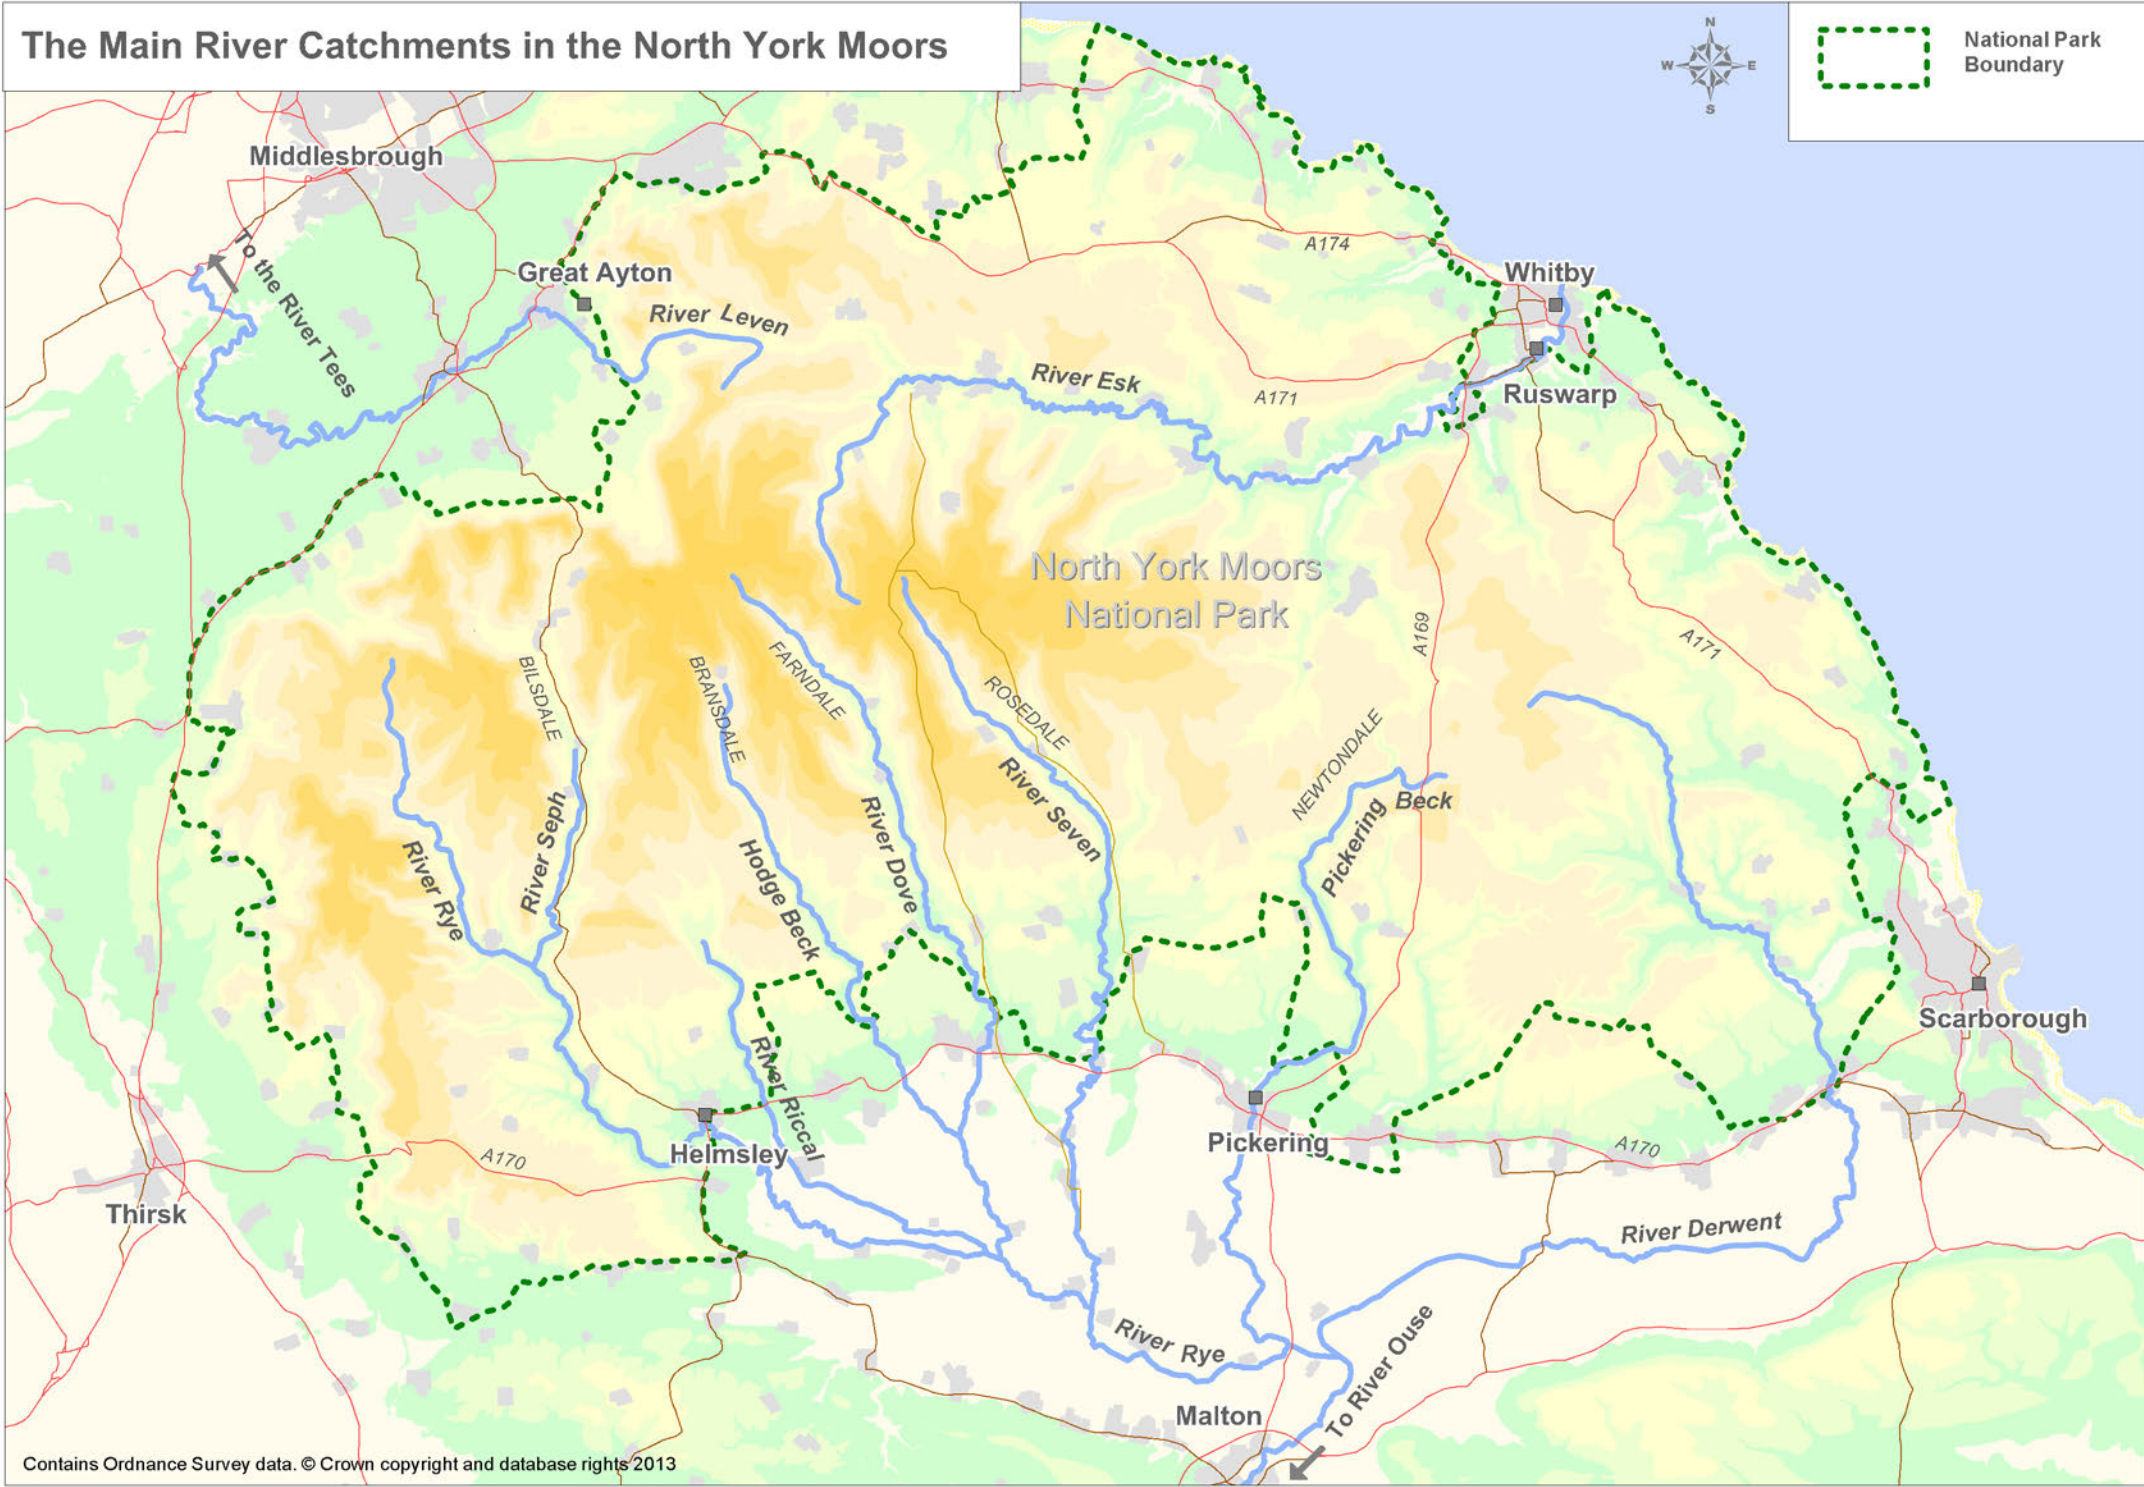 The Main River Catchments in the North York Moors
N
W
E
S
National Park
Boundary
Middlesbrough
To the River Tees
Great Ayton
River Leven
A174
Whitby
River Esk
A171
Ruswarp
North York Moors
National Park
A169
A171
BILSDALE
BRANSDALE
FARNDALE
ROSEDALE
NEWTONDALE
River Rye
River Seph
Hodge Beck
River Dove
River Seven
Pickering Beck
River Riccal
Scarborough
Helmsley
Pickering
A170
A170
Thirsk
River Derwent
River Rye
To River Ouse
Malton
Contains Ordnance Survey data. © Crown copyright and database rights 2013